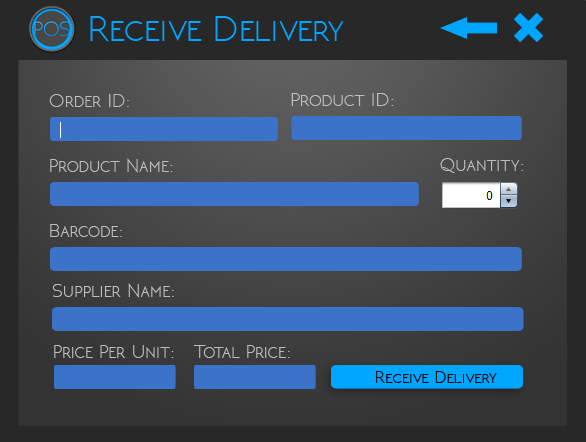 POS Receive Delivery
Order ID: Product ID:
Product Name: Quantity:
0
Barcode:
Supplier Name:
Price Per Unit: Total Price:
Receive Delivery